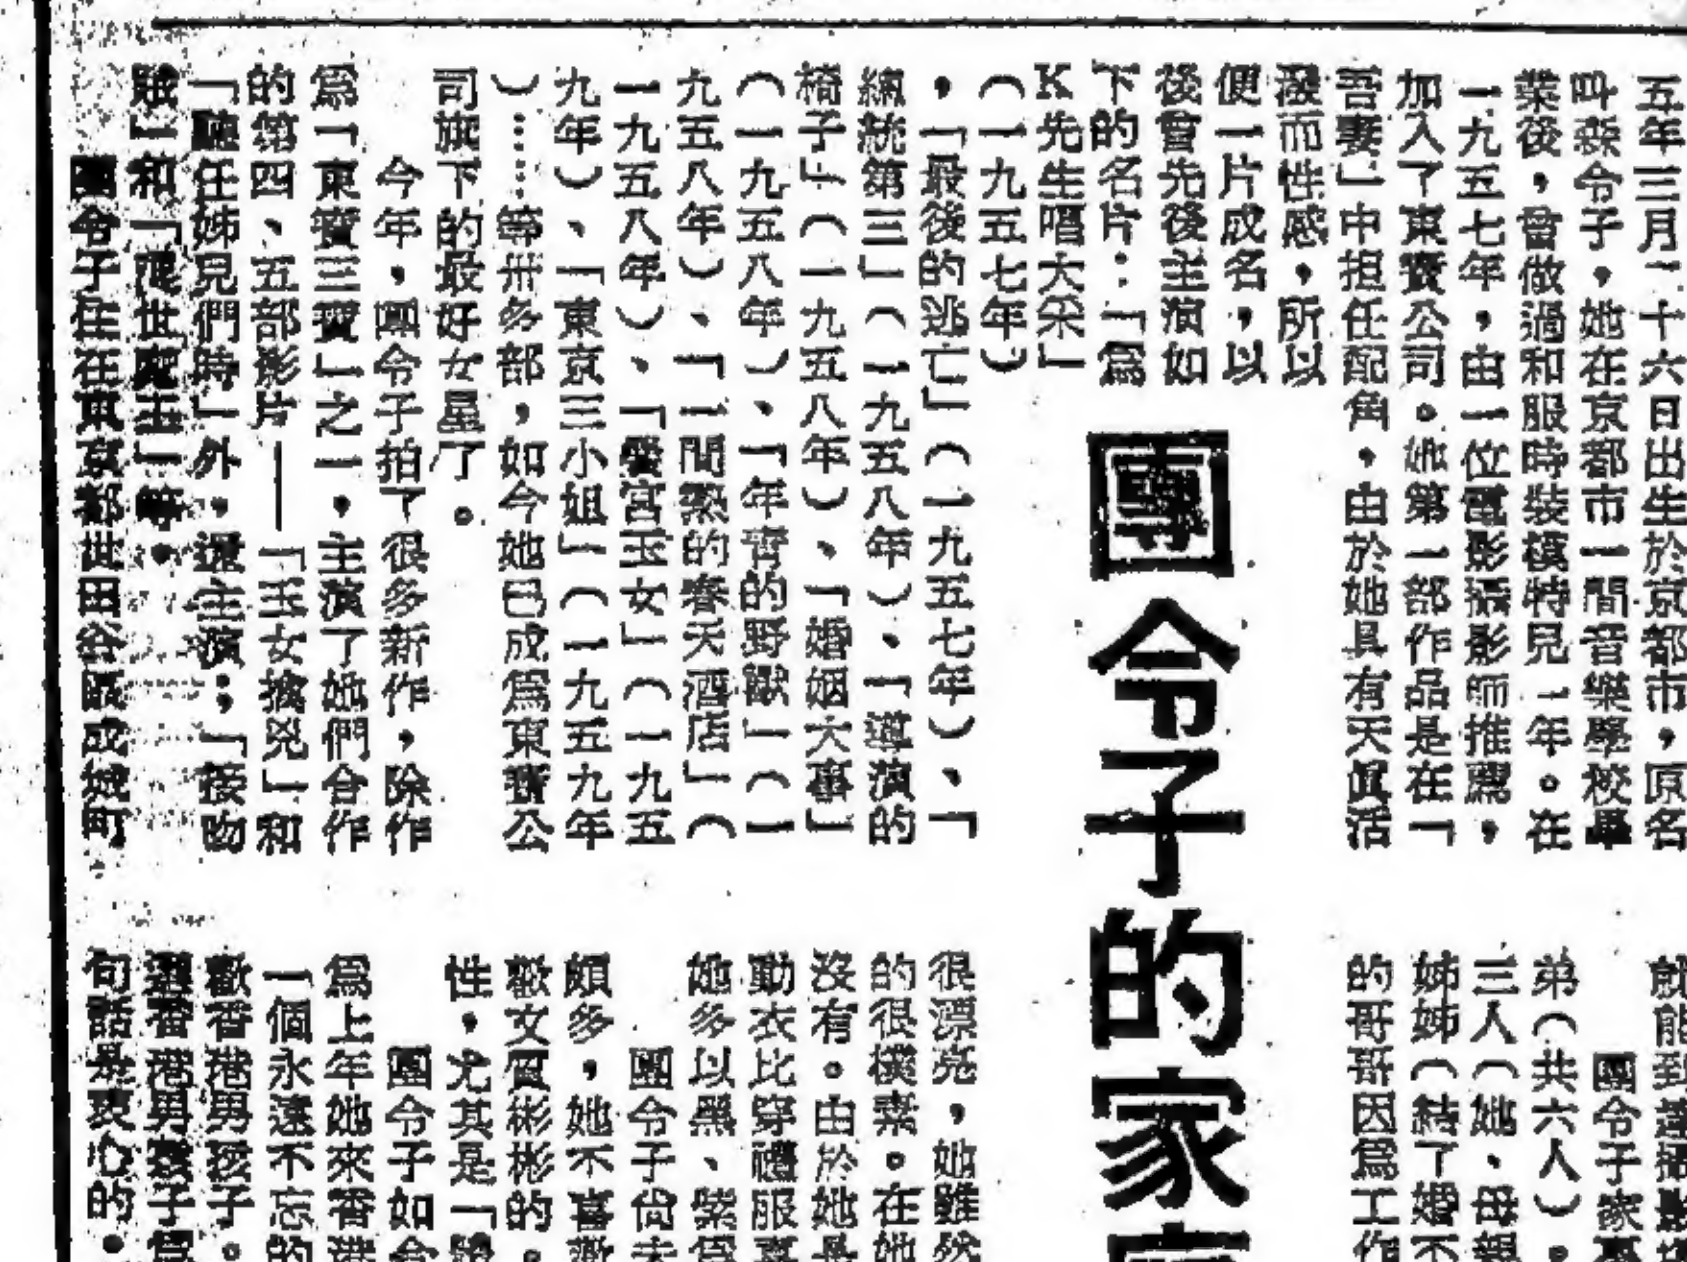 五年三月二十六日出生於京都市，原名
叫森令子，她在京都市一間音樂學校畢
業後，曾做過和服時裝模特兒一年。在
一九五七年，由一位電影攝影師推薦，
加入了東寶公司。她第一部作品是在「
吾妻」中担任配角，由於她具有天眞活
潑而性感，所以
便一片成名，以
後曾先後主演如
下的名片：「爲
K先生唱大采」
（一九五七年）
，「最後的逃亡」（一九五七年）、「
總統第三」（一九五八年）、「導演的
椅子」（一九五八年）、「婚姻大事」
（一九五八年）、「年靑的野獸」（一
九五八年）、「一間熱的春天酒店」（
一九五八年）、「愛宮玉女」（一九五
九年）、「東京三小姐」（一九五九年
）……等卅多部，如今她已成爲東寶公
司旗下的最好女星了。
今年，團令子拍了很多新作，除作
爲「東寶三寶」之一，主演了她們合作
的第四、五部影片——「玉女擒兇」和
「聽任姊兒們時」外，還主演；「接吻
賊」和「 世 王」等。
團令子住在東京都世田谷區成城町
團令子的家
就能到達攝影場
團令子家
弟（共六人）。
三人（她、母親
姊姊（結了婚不
的哥哥因爲工作
很漂亮，她雖然
的很樸素。在她
沒有。由於她是
動衣比穿禮服喜
她多以黑、紫
團令子尙未
頗多，她不喜歡
歡女質彬彬的。
性，尤其是「
團令子如今
爲上年她來香港
一個永遠不忘的
歡香港男孩子。
香港男孩子
句話是 心的。